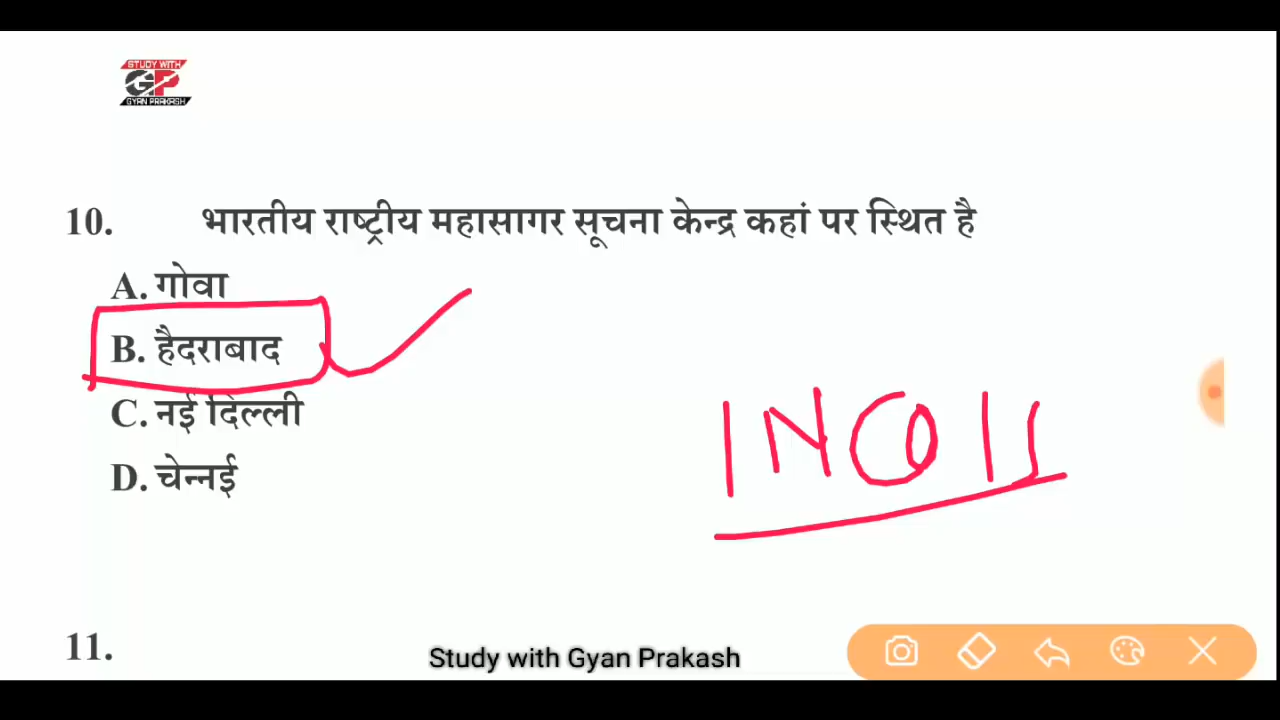 STUDY WITH
GP
GYAN PRAKASH
10. भारतीय राष्ट्रीय महासागर सूचना केन्द्र कहां पर स्थित है
A. गोवा
B. हैदराबाद
C. नई दिल्ली
D. चेन्नई
INCOIS
11.
Study with Gyan Prakash